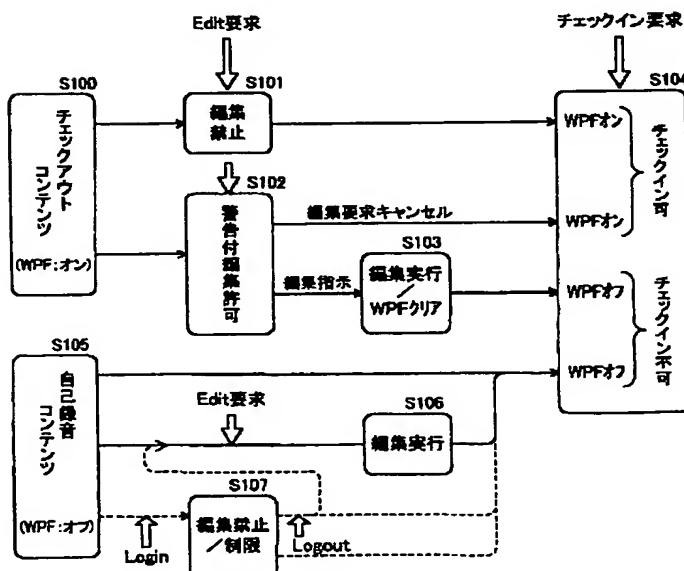 Edit要求
チェックイン要求
S100
S101
S104
チェックアウト
コンテンツ
(WPF:オン)
編集
禁止
WPFオン
チェックイン可
S102
警告付編集許可
編集要求キャンセル
WPFオン
編集指示
S103
編集実行
/
WPFクリア
WPFオフ
チェックイン不可
WPFオフ
S105
自己録音
コンテンツ
(WPF:オフ)
Edit要求
S106
編集実行
S107
編集禁止
/制限
Login
Logout